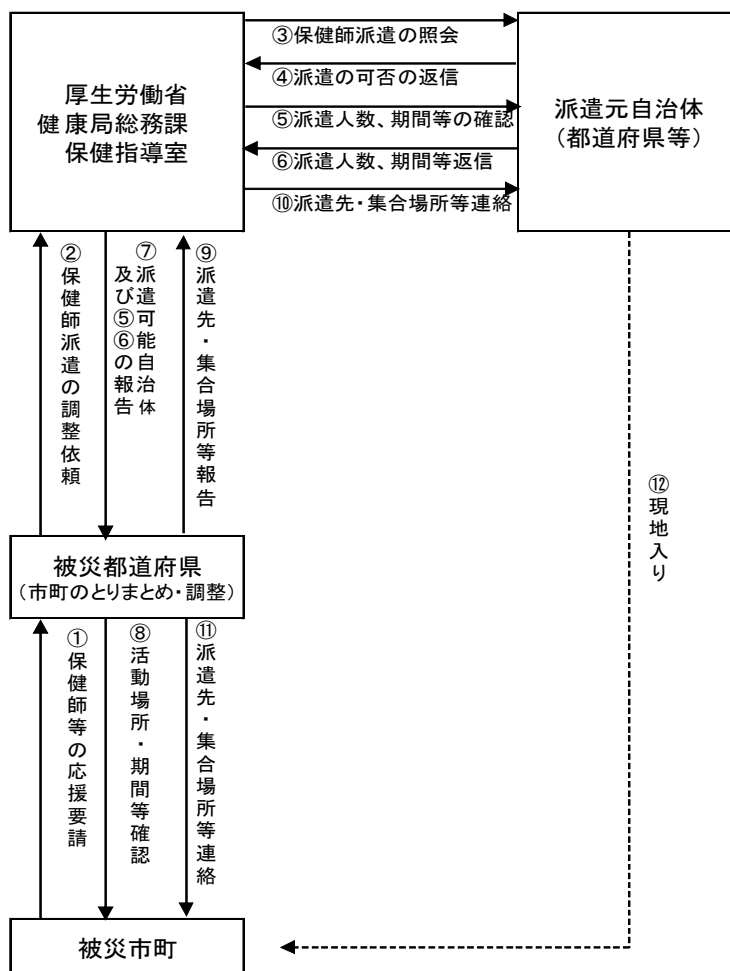 厚生労働省
健康局総務課
保健指導室
③保健師派遣の照会
④派遣の可否の返信
⑤派遣人数、期間等の確認
⑥派遣人数、期間等返信
⑩派遣先・集合場所等連絡
派遣元自治体
（都道府県等）
②保健師派遣の調整依頼
⑦派遣可能自治体
及び⑤⑥の報告
⑨派遣先・集合場所等報告
⑫現地入り
被災都道府県
（市町のとりまとめ・調整）
①保健師等の応援要請
⑧活動場所・期間等確認
⑪派遣先・集合場所等連絡
被災市町